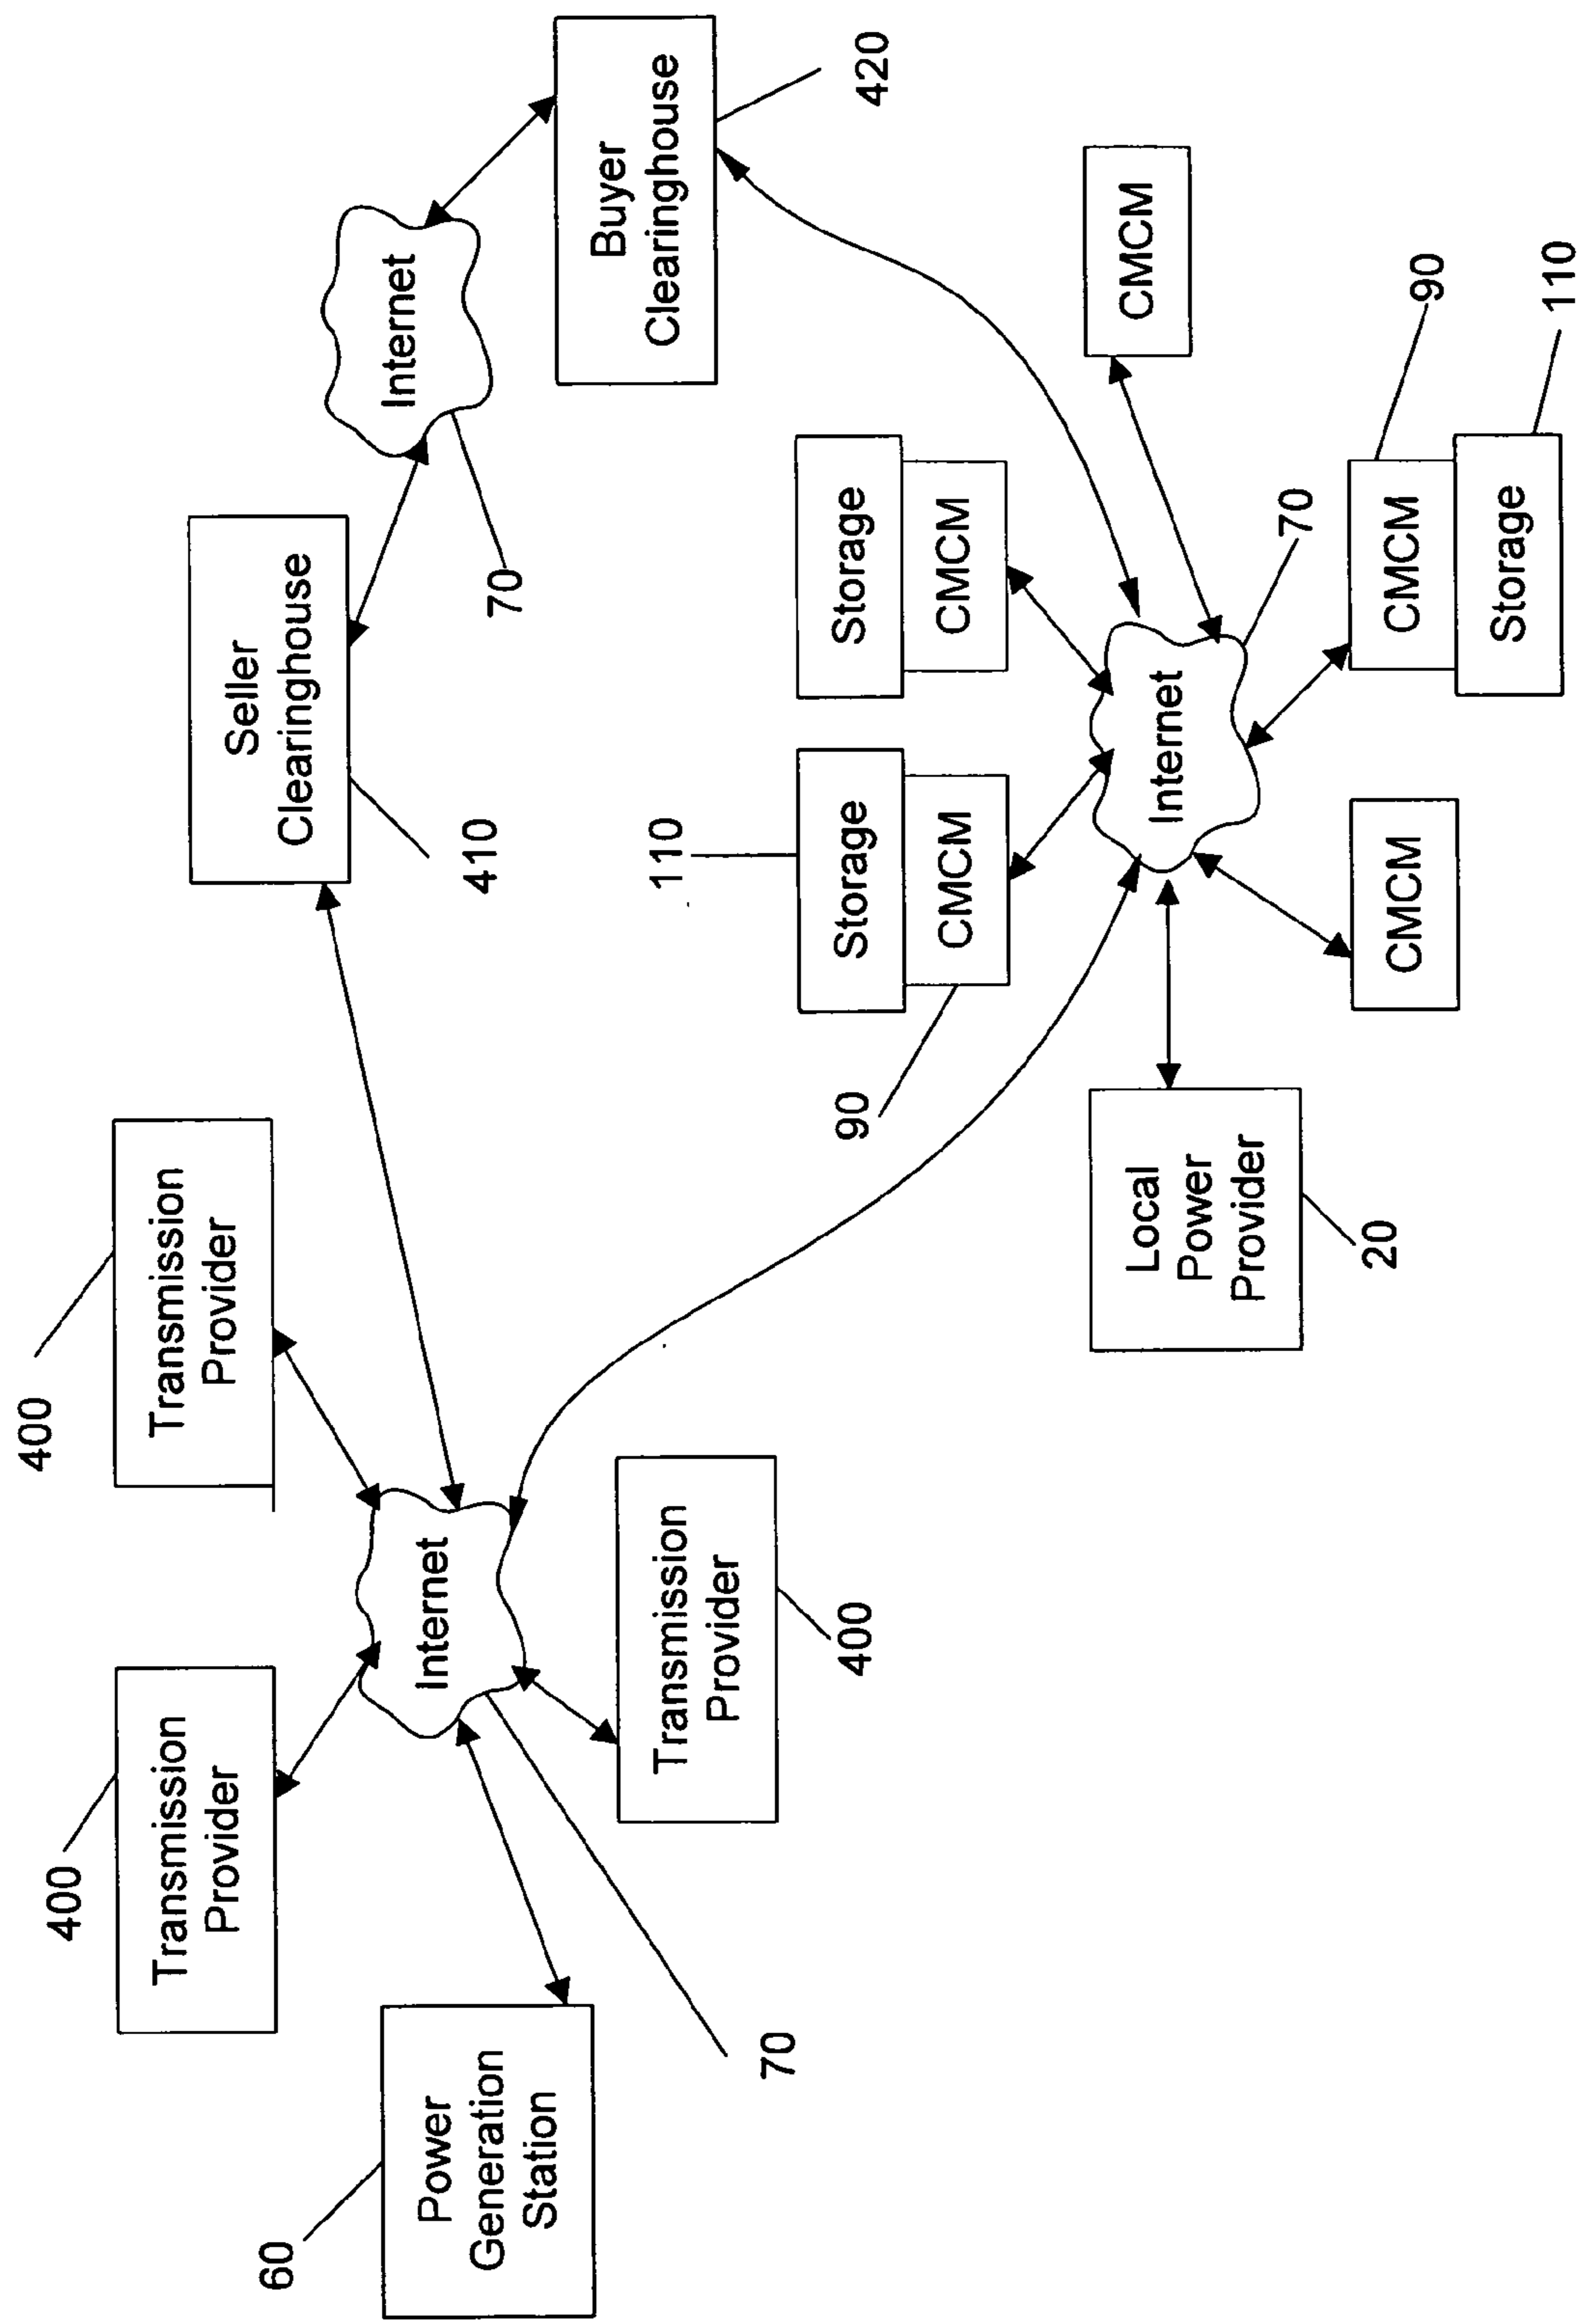 400
Transmission
Provider
400
Transmission
Provider
Seller
Clearinghouse
410
Internet
70
Buyer
Clearinghouse
420
60
Power
Generation
Station
Internet
70
Transmission
Provider
400
110
Storage
CMCM
90
Storage
CMCM
Local
Power
Provider
20
Internet
70
CMCM
CMCM
CMCM
90
Storage
110